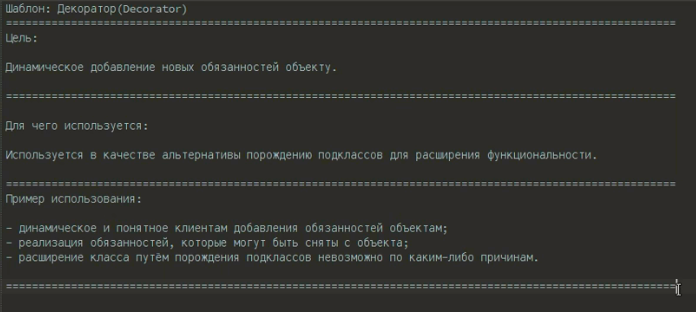 Шаблон: Декоратор(Decorator)
====================================================================================================
Цель:
Динамическое добавление новых обязанностей объекту.
====================================================================================================
Для чего используется:
Используется в качестве альтернативы порождению подклассов для расширения функциональности.
====================================================================================================
Пример использования:
- динамическое и понятное клиентам добавления обязанностей объектам;
- реализация обязанностей, которые могут быть сняты с объекта;
- расширение класса путём порождения подклассов невозможно по каким-либо причинам.
====================================================================================================